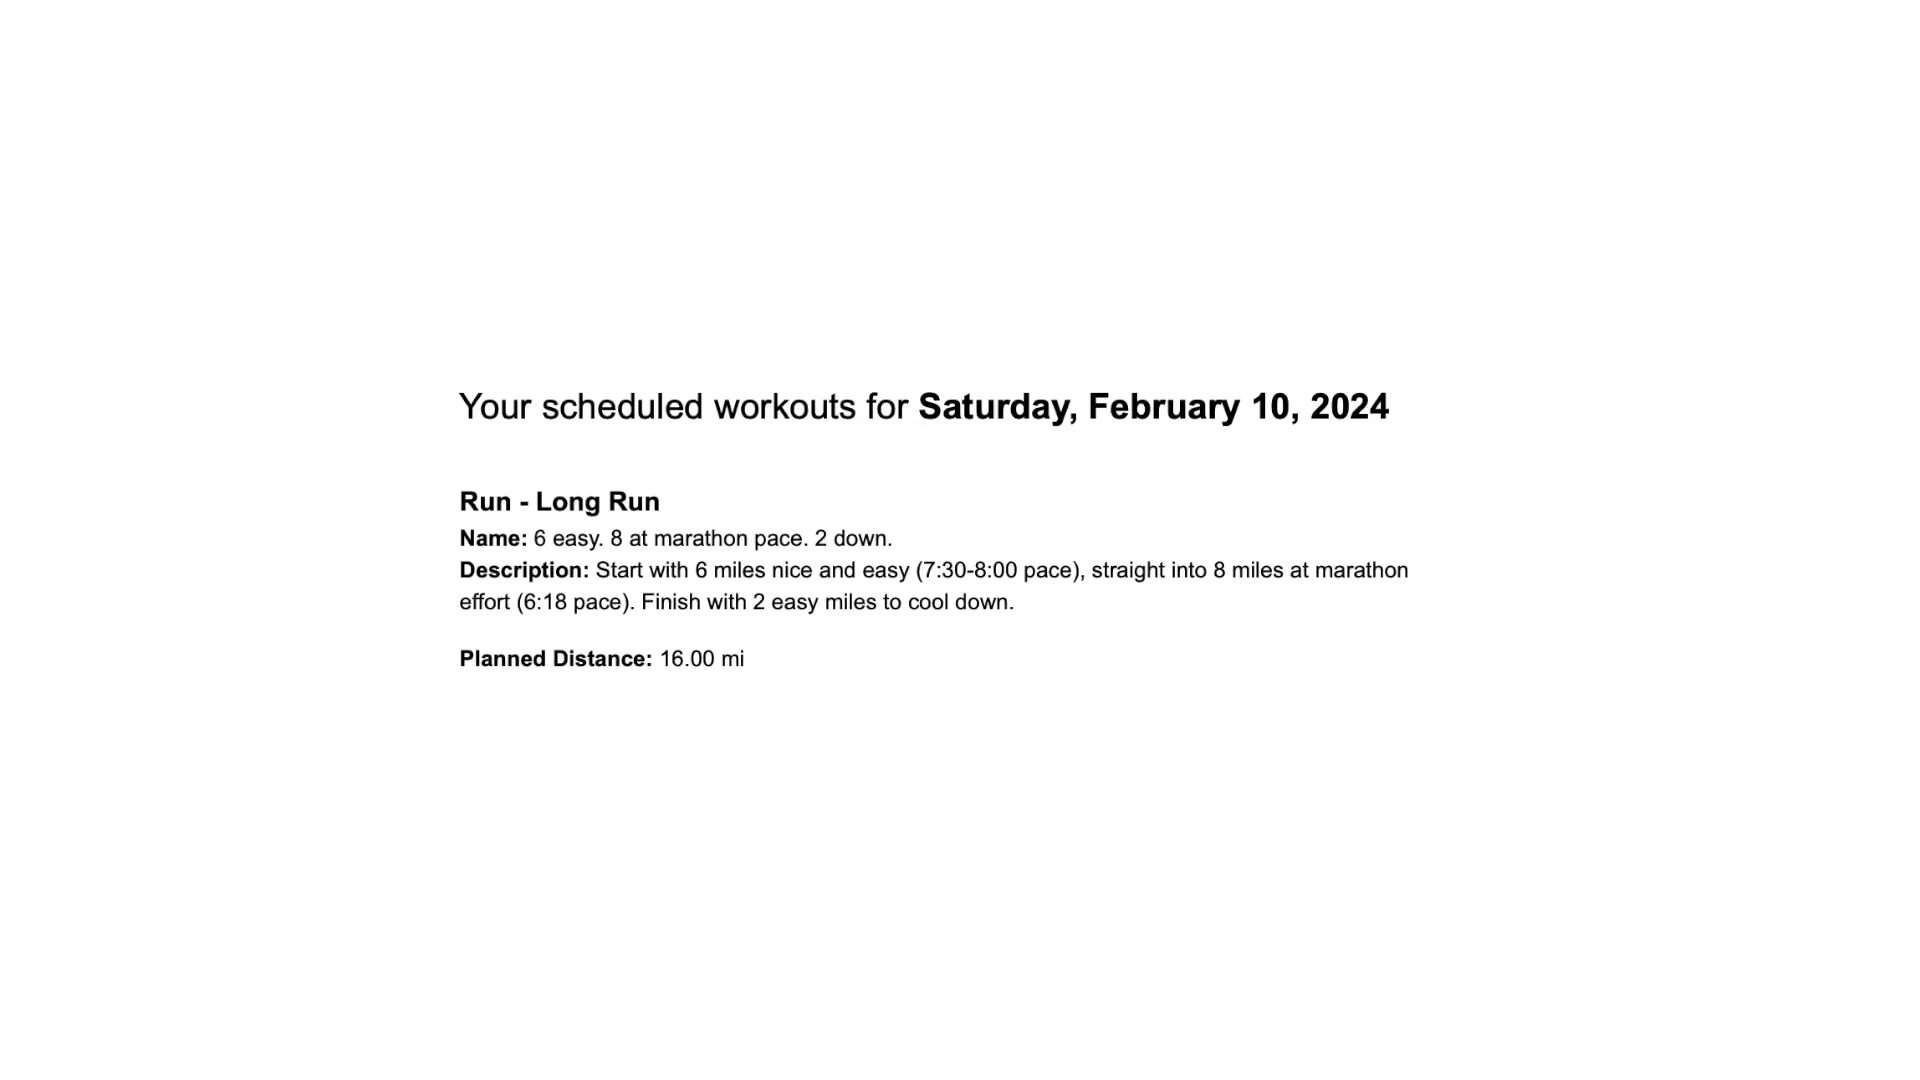 Your scheduled workouts for Saturday, February 10, 2024
Run - Long Run
Name: 6 easy. 8 at marathon pace. 2 down.
Description: Start with 6 miles nice and easy (7:30-8:00 pace), straight into 8 miles at marathon
effort (6:18 pace). Finish with 2 easy miles to cool down.
Planned Distance: 16.00 mi